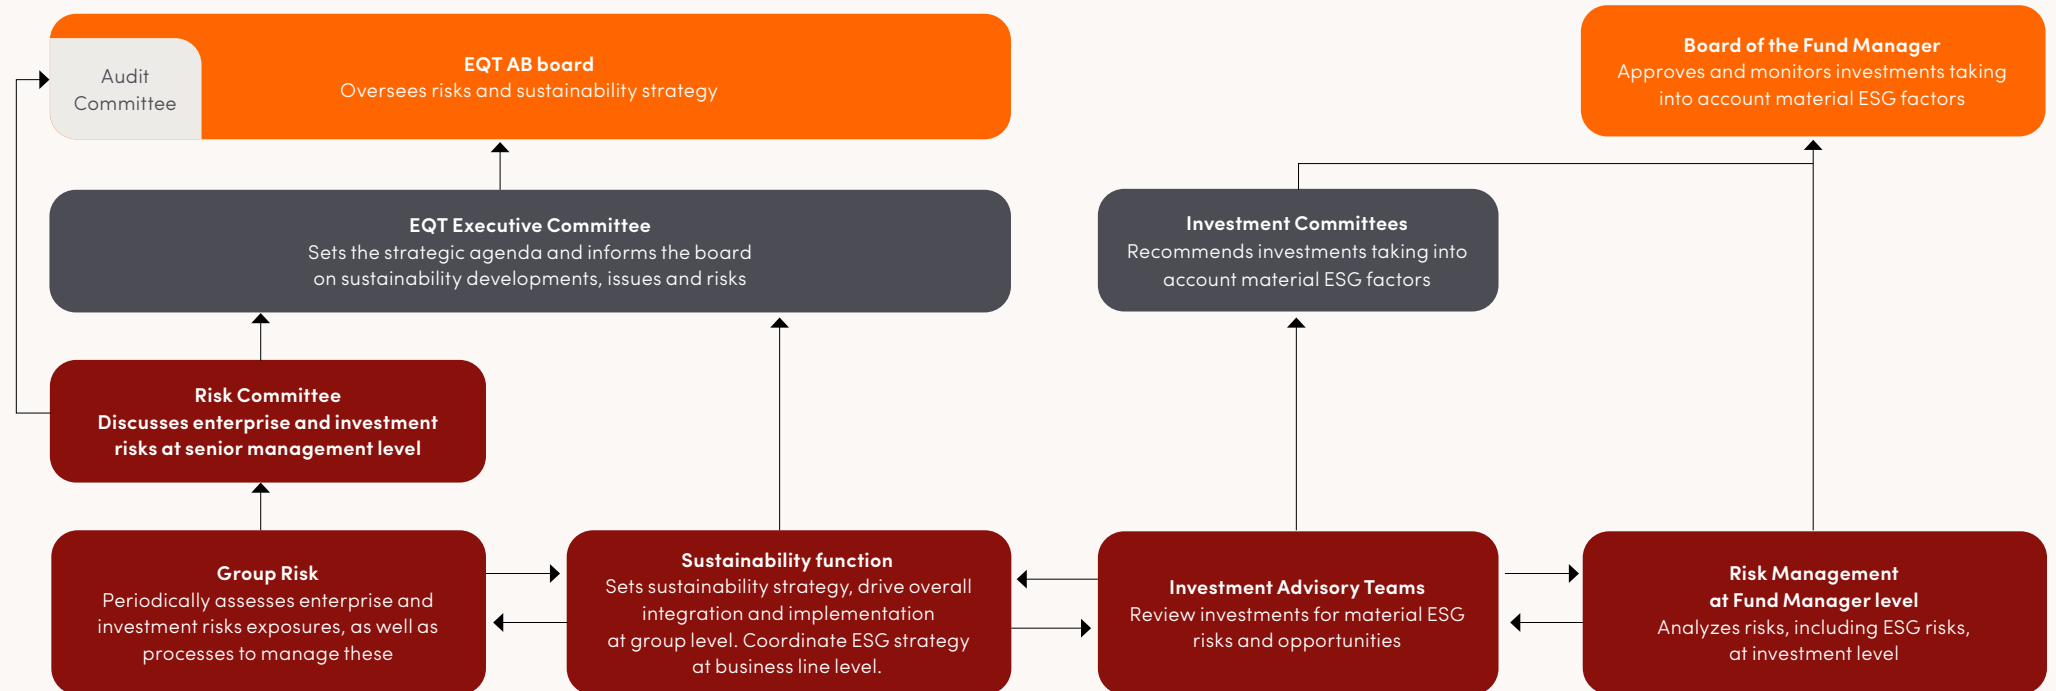 Audit
Committee
EQT AB board
Oversees risks and sustainability strategy
Board of the Fund Manager
Approves and monitors investments taking
into account material ESG factors
EQT Executive Committee
Sets the strategic agenda and informs the board
on sustainability developments, issues and risks
Investment Committees
Recommends investments taking into
account material ESG factors
Risk Committee
Discusses enterprise and investment
risks at senior management level
Group Risk
Periodically assesses enterprise and
investment risks exposures, as well as
processes to manage these
Sustainability function
Sets sustainability strategy, drive overall
integration and implementation
at group level. Coordinate ESG strategy
at business line level.
Investment Advisory Teams
Review investments for material ESG
risks and opportunities
Risk Management
at Fund Manager level
Analyzes risks, including ESG risks,
at investment level